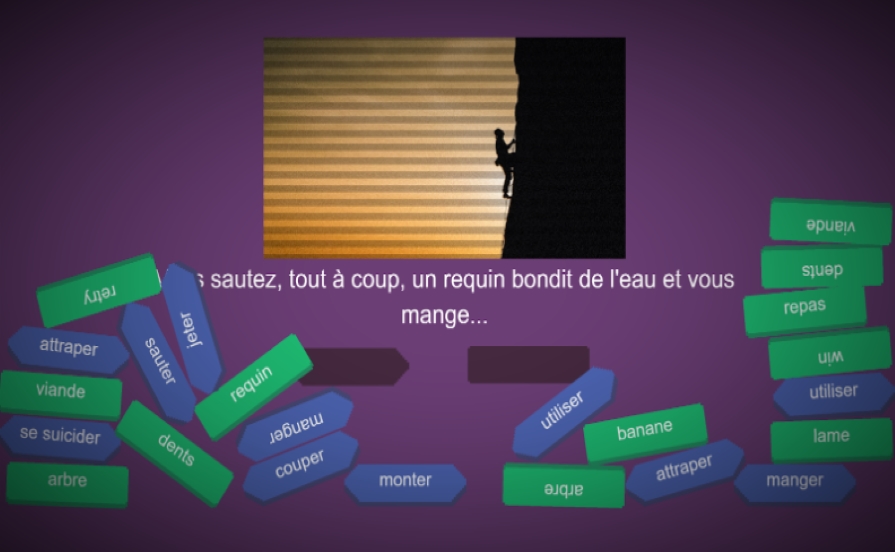 sautez, tout à coup, un requin bondit de l'eau et vous
mange...
retry
jeter
attraper
sauter
viande
requin
se suicider
dents
manger
couper
arbre
monter
utiliser
banane
arbre
attraper
manger
viande
dents
repas
win
utiliser
lame